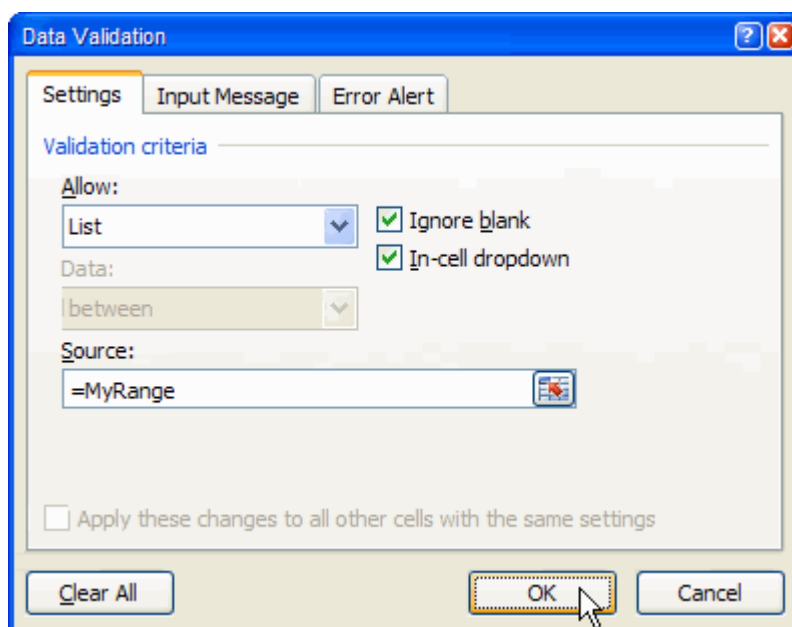 Data Validation
Settings Input Message Error Alert
Validation criteria
Allow:
List
Ignore blank
In-cell dropdown
Data:
between
Source:
=MyRange
Apply these changes to all other cells with the same settings
Clear All OK Cancel